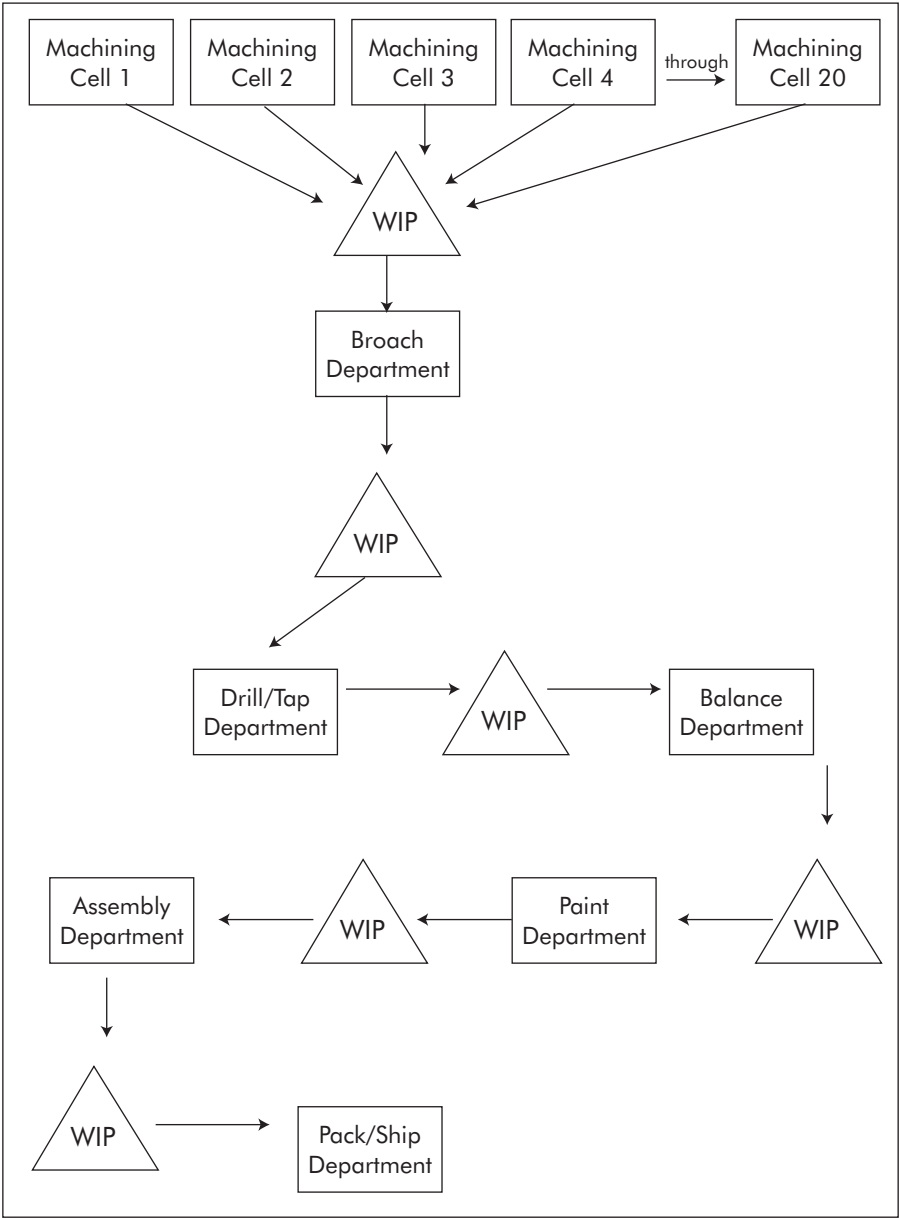 Machining
Cell 1
Machining
Cell 2
Machining
Cell 3
Machining
Cell 4
through
Machining
Cell 20
WIP
Broach
Department
WIP
Drill/Tap
Department
WIP
Balance
Department
Assembly
Department
WIP
Paint
Department
WIP
WIP
Pack/Ship
Department